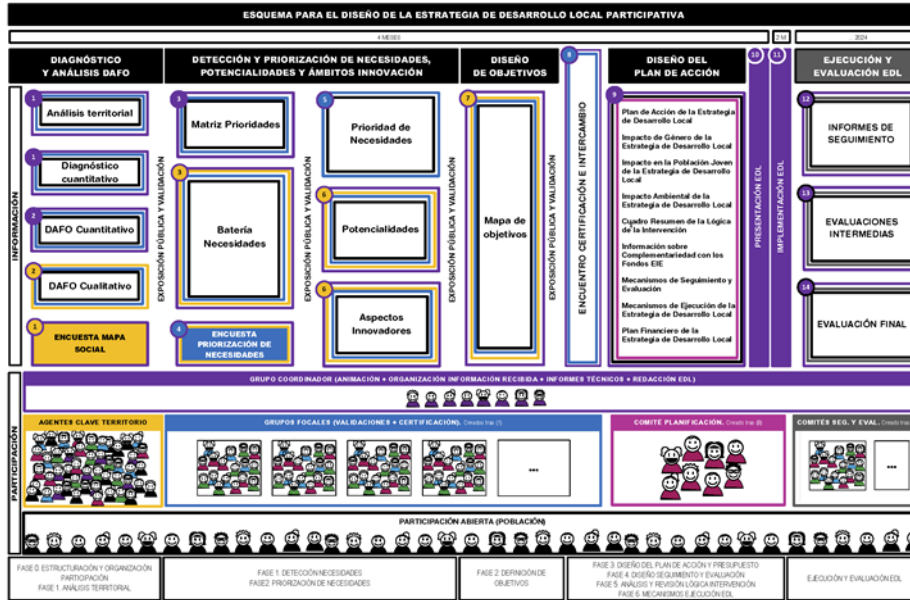 ESQUEMA PARA EL DISEÑO DE LA ESTRATEGIA DE DESARROLLO LOCAL PARTICIPATIVA
4 MESES
2 M
... 2024
DIAGNÓSTICO
Y ANÁLISIS DAFO
DETECCIÓN Y PRIORIZACIÓN DE NECESIDADES,
POTENCIALIDADES Y ÁMBITOS INNOVACIÓN
DISEÑO
DE OBJETIVOS
DISEÑO DEL
PLAN DE ACCIÓN
EJECUCIÓN Y
EVALUACIÓN EDL
INFORMACIÓN
1
Análisis territorial
1
Diagnóstico
cuantitativo
2
DAFO Cuantitativo
2
DAFO Cualitativo
1
ENCUESTA MAPA
SOCIAL
EXPOSICIÓN PÚBLICA Y VALIDACIÓN
3
Matriz Prioridades
3
Batería
Necesidades
4
ENCUESTA
PRIORIZACIÓN DE
NECESIDADES
EXPOSICIÓN PÚBLICA Y VALIDACIÓN
5
Prioridad de
Necesidades
6
Potencialidades
6
Aspectos
Innovadores
EXPOSICIÓN PÚBLICA Y VALIDACIÓN
7
Mapa de
objetivos
EXPOSICIÓN PÚBLICA Y VALIDACIÓN
8
ENCUENTRO CERTIFICACIÓN E INTERCAMBIO
9
Plan de Acción de la Estrategia
de Desarrollo Local
Impacto de Género de la
Estrategia de Desarrollo Local
Impacto en la Población Joven
de la Estrategia de Desarrollo
Local
Impacto Ambiental de la
Estrategia de Desarrollo Local
Cuadro Resumen de la Lógica
de la Intervención
Información sobre
Complementariedad con los
Fondos EIE
Mecanismos de Seguimiento y
Evaluación
Mecanismos de Ejecución de la
Estrategia de Desarrollo Local
Plan Financiero de la
Estrategia de Desarrollo Local
10
PRESENTACIÓN EDL
11
IMPLEMENTACIÓN EDL
12
INFORMES DE
SEGUIMIENTO
13
EVALUACIONES
INTERMEDIAS
14
EVALUACIÓN FINAL
PARTICIPACIÓN
GRUPO COORDINADOR (ANIMACIÓN + ORGANIZACIÓN INFORMACIÓN RECIBIDA + INFORMES TÉCNICOS + REDACCIÓN EDL)
AGENTES CLAVE TERRITORIO
GRUPOS FOCALES (VALIDACIONES + CERTIFICACIÓN). Creados tras (1)
...
COMITÉ PLANIFICACIÓN. Creado tras (8)
COMITÉS SEG. Y EVAL. Creado tras
...
PARTICIPACIÓN ABIERTA (POBLACIÓN)
FASE 0: ESTRUCTURACIÓN Y ORGANIZACIÓN
PARTICIPACIÓN
FASE 1: ANÁLISIS TERRITORIAL
FASE 1: DETECCIÓN NECESIDADES
FASE2: PRIORIZACIÓN DE NECESIDADES
FASE 2: DEFINICIÓN DE
OBJETIVOS
FASE 3: DISEÑO DEL PLAN DE ACCIÓN Y PRESUPUESTO
FASE 4: DISEÑO SEGUIMIENTO Y EVALUACIÓN
FASE 5: ANÁLISIS Y REVISIÓN LÓGICA INTERVENCIÓN
FASE 6: MECANISMOS EJECUCIÓN EDL
EJECUCIÓN Y EVALUACIÓN EDL